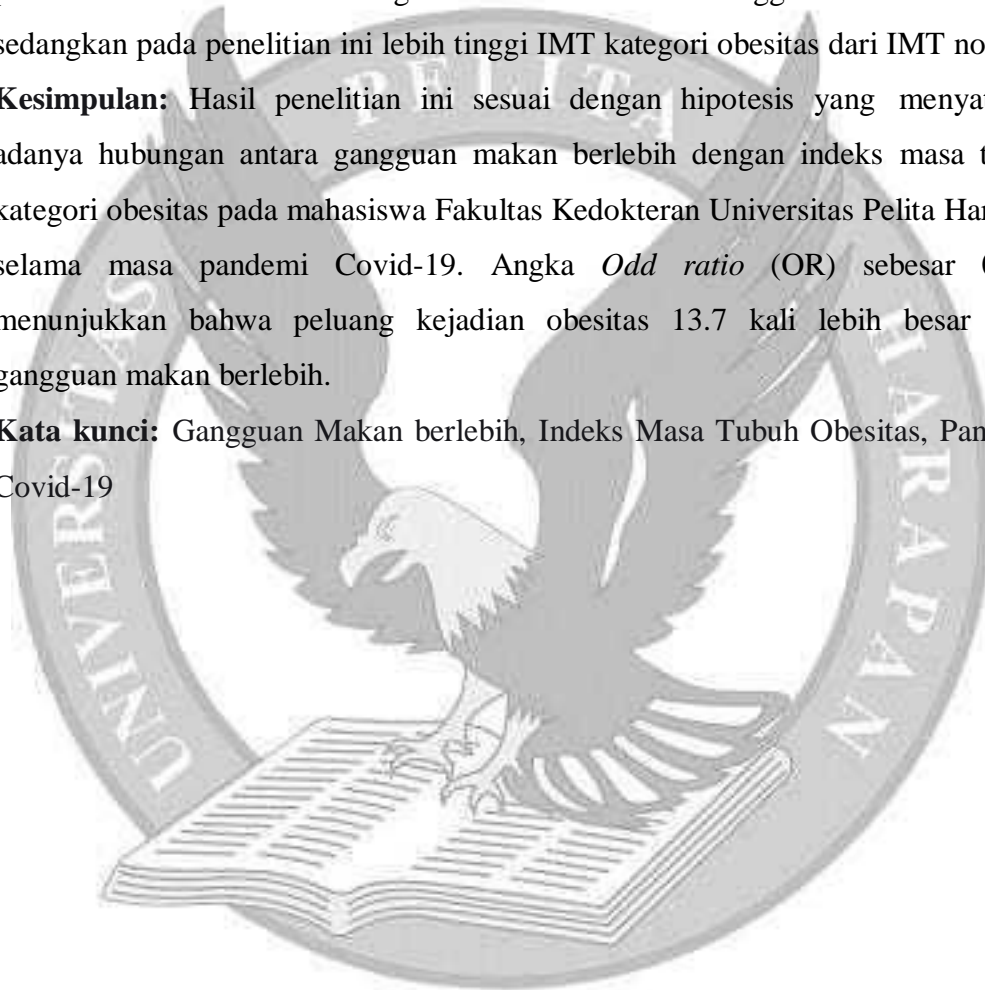 sedangkan pada penelitian ini lebih tinggi IMT kategori obesitas dari IMT no
Kesimpulan: Hasil penelitian ini sesuai dengan hipotesis yang menya
adanya hubungan antara gangguan makan berlebih dengan indeks masa t
kategori obesitas pada mahasiswa Fakultas Kedokteran Universitas Pelita Har
selama masa pandemi Covid-19. Angka Odd ratio (OR) sebesar
menunjukkan bahwa peluang kejadian obesitas 13.7 kali lebih besar
gangguan makan berlebih.
Kata kunci: Gangguan Makan berlebih, Indeks Masa Tubuh Obesitas, Pan
Covid-19
UNIVERSITAS PELITA HARAPAN